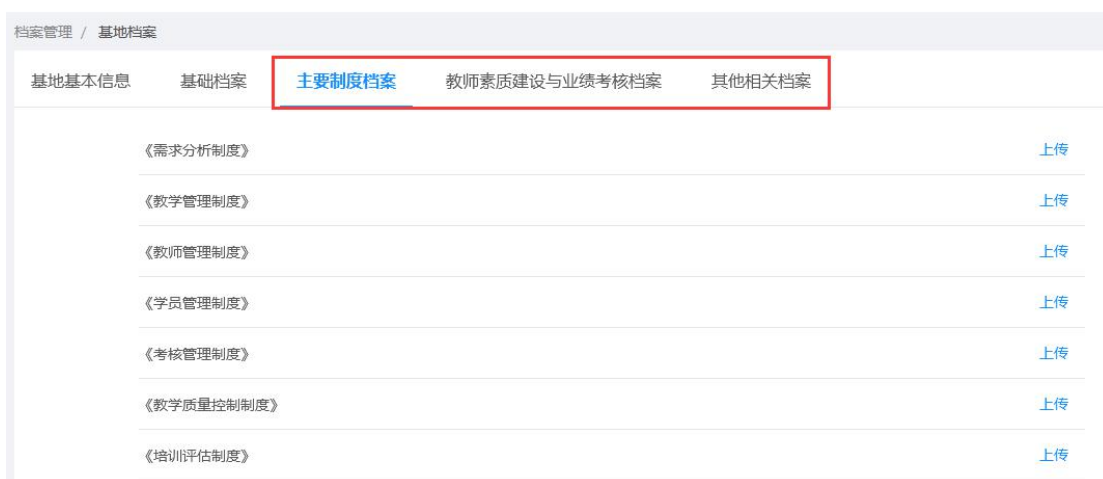 档案管理 / 基地档案
基地基本信息 基础档案 主要制度档案 教师素质建设与业绩考核档案 其他相关档案
《需求分析制度》 上传
《教学管理制度》 上传
《教师管理制度》 上传
《学员管理制度》 上传
《考核管理制度》 上传
《教学质量控制制度》 上传
《培训评估制度》 上传